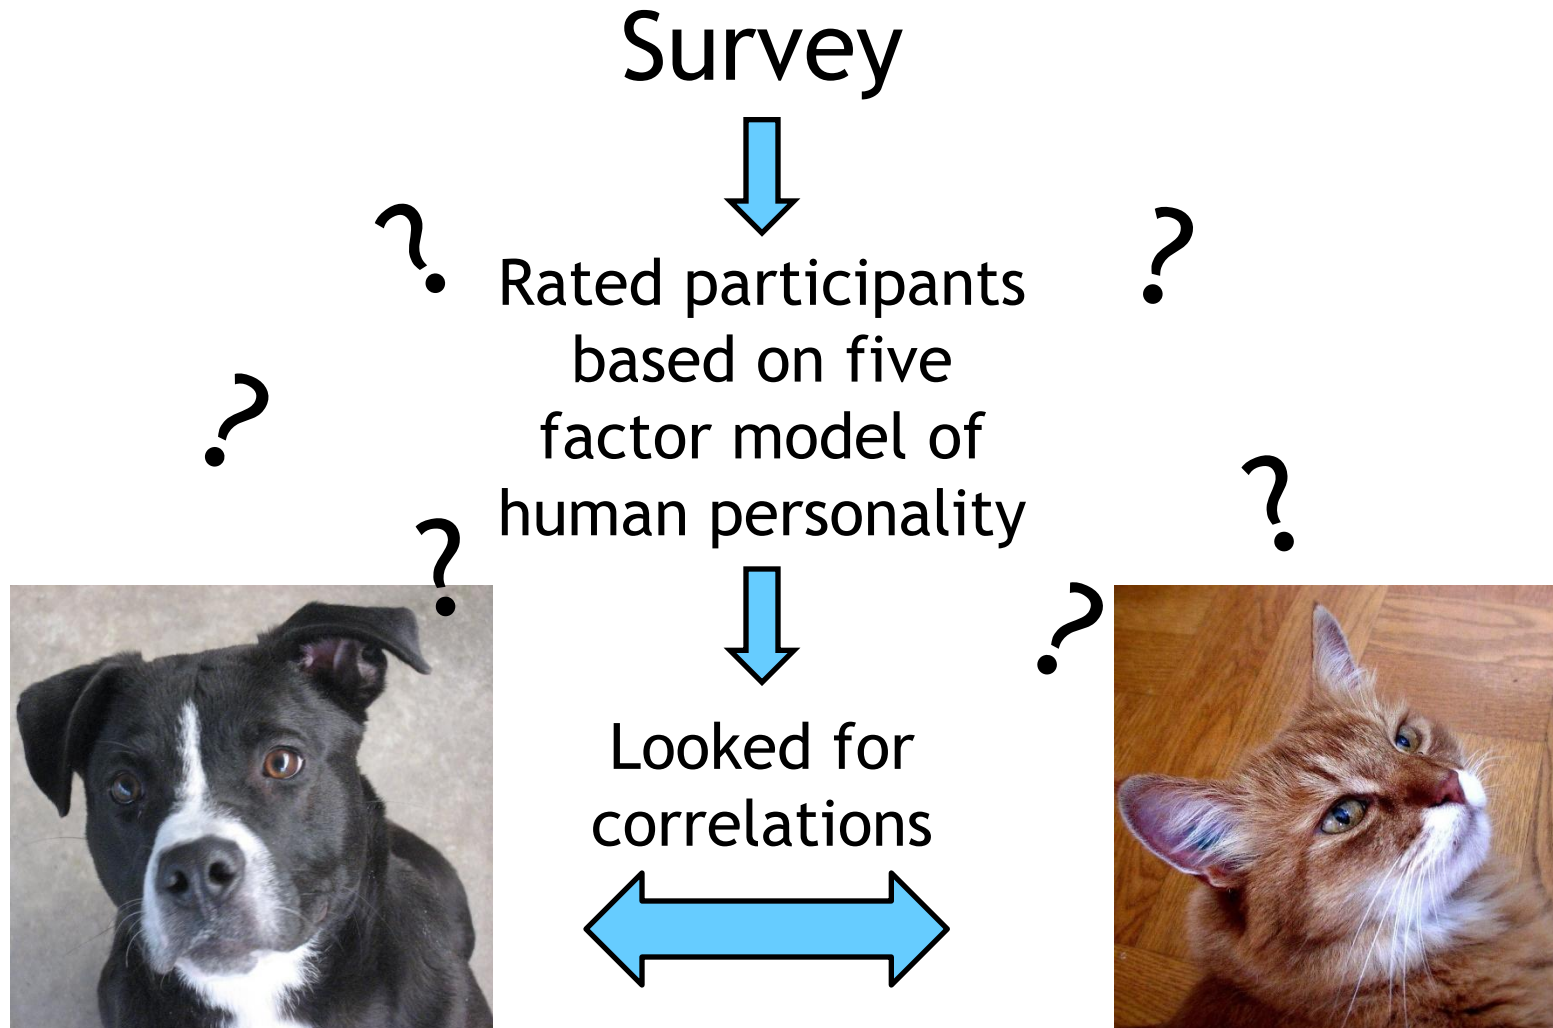 Survey
?
?
Rated participants
based on five
factor model of
human personality
?
?
?
?
Looked for
correlations